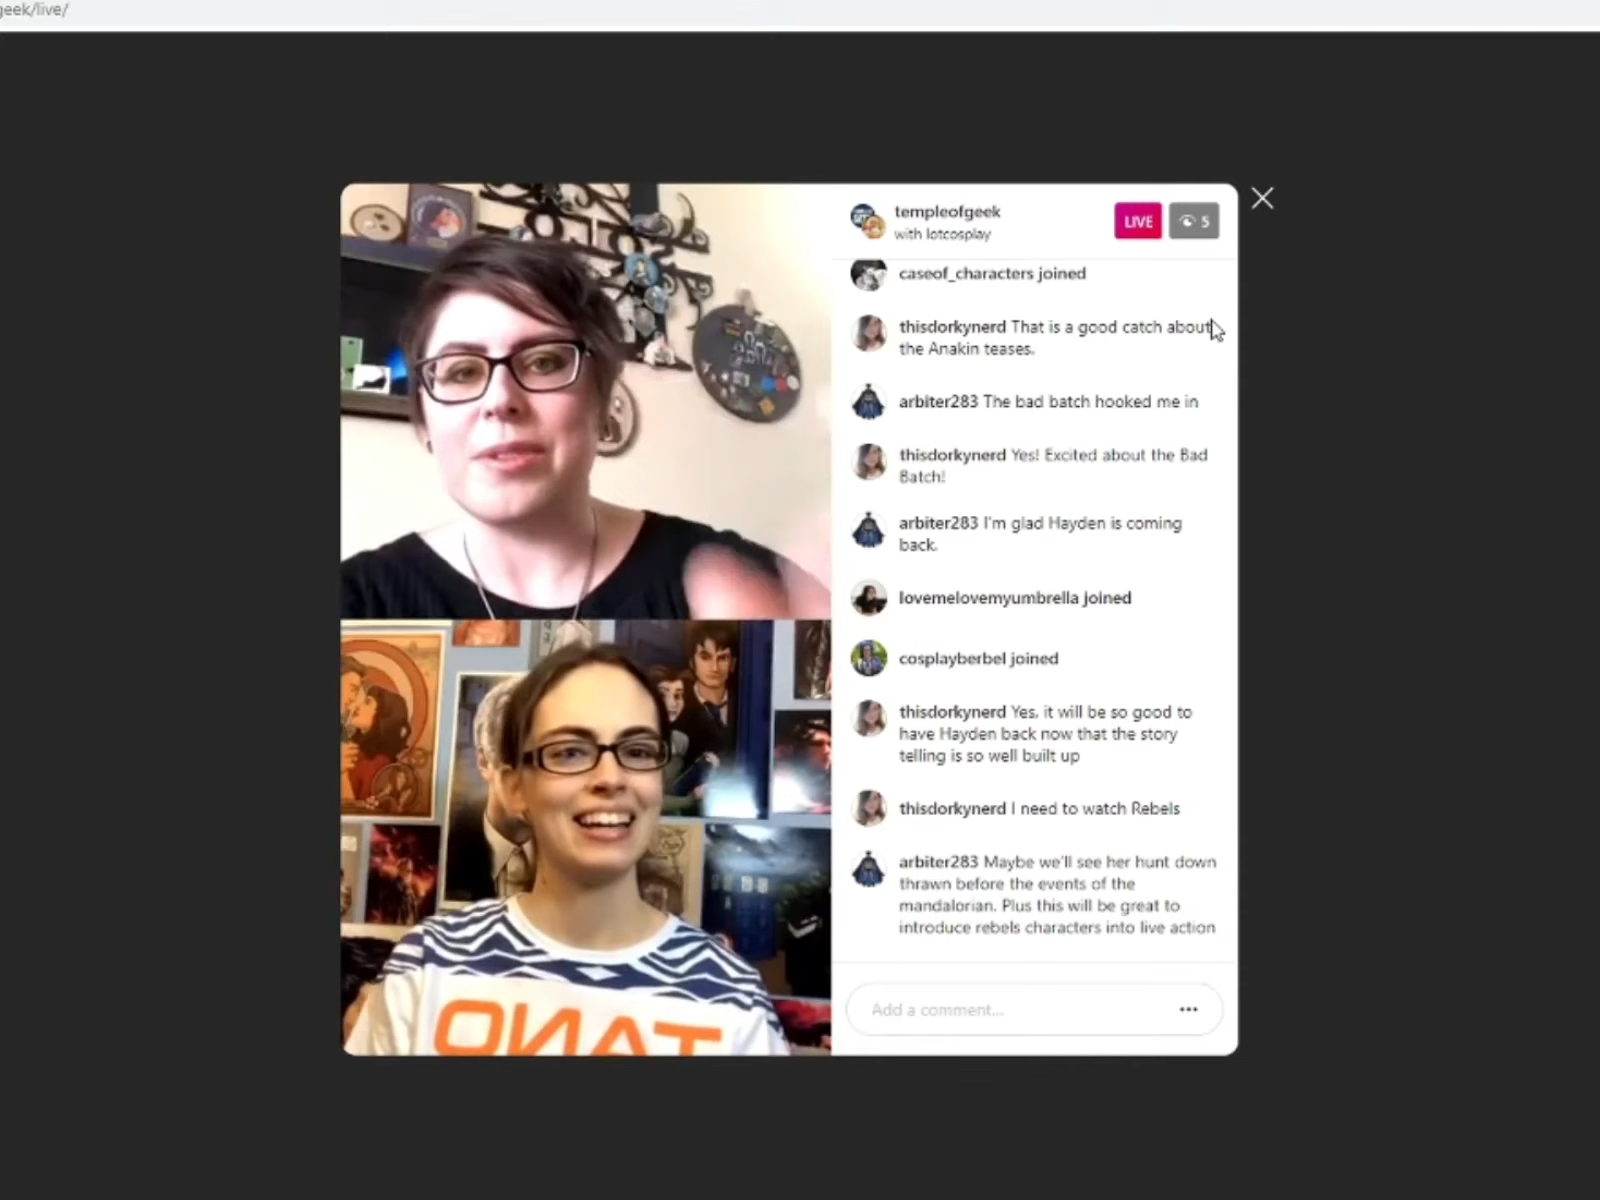 geek/live/
templeofgeek
with lotcosplay
LIVE
5
caseof_characters joined
thisdorkynerd That is a good catch about
the Anakin teases.
arbiter283 The bad batch hooked me in
thisdorkynerd Yes! Excited about the Bad
Batch!
arbiter283 I'm glad Hayden is coming
back.
lovemelovemyumbrella joined
cosplayberbel joined
thisdorkynerd Yes, it will be so good to
have Hayden back now that the story
telling is so well built up
thisdorkynerd I need to watch Rebels
arbiter283 Maybe we'll see her hunt down
thrawn before the events of the
mandalorian. Plus this will be great to
introduce rebels characters into live action
Add a comment...
TANO